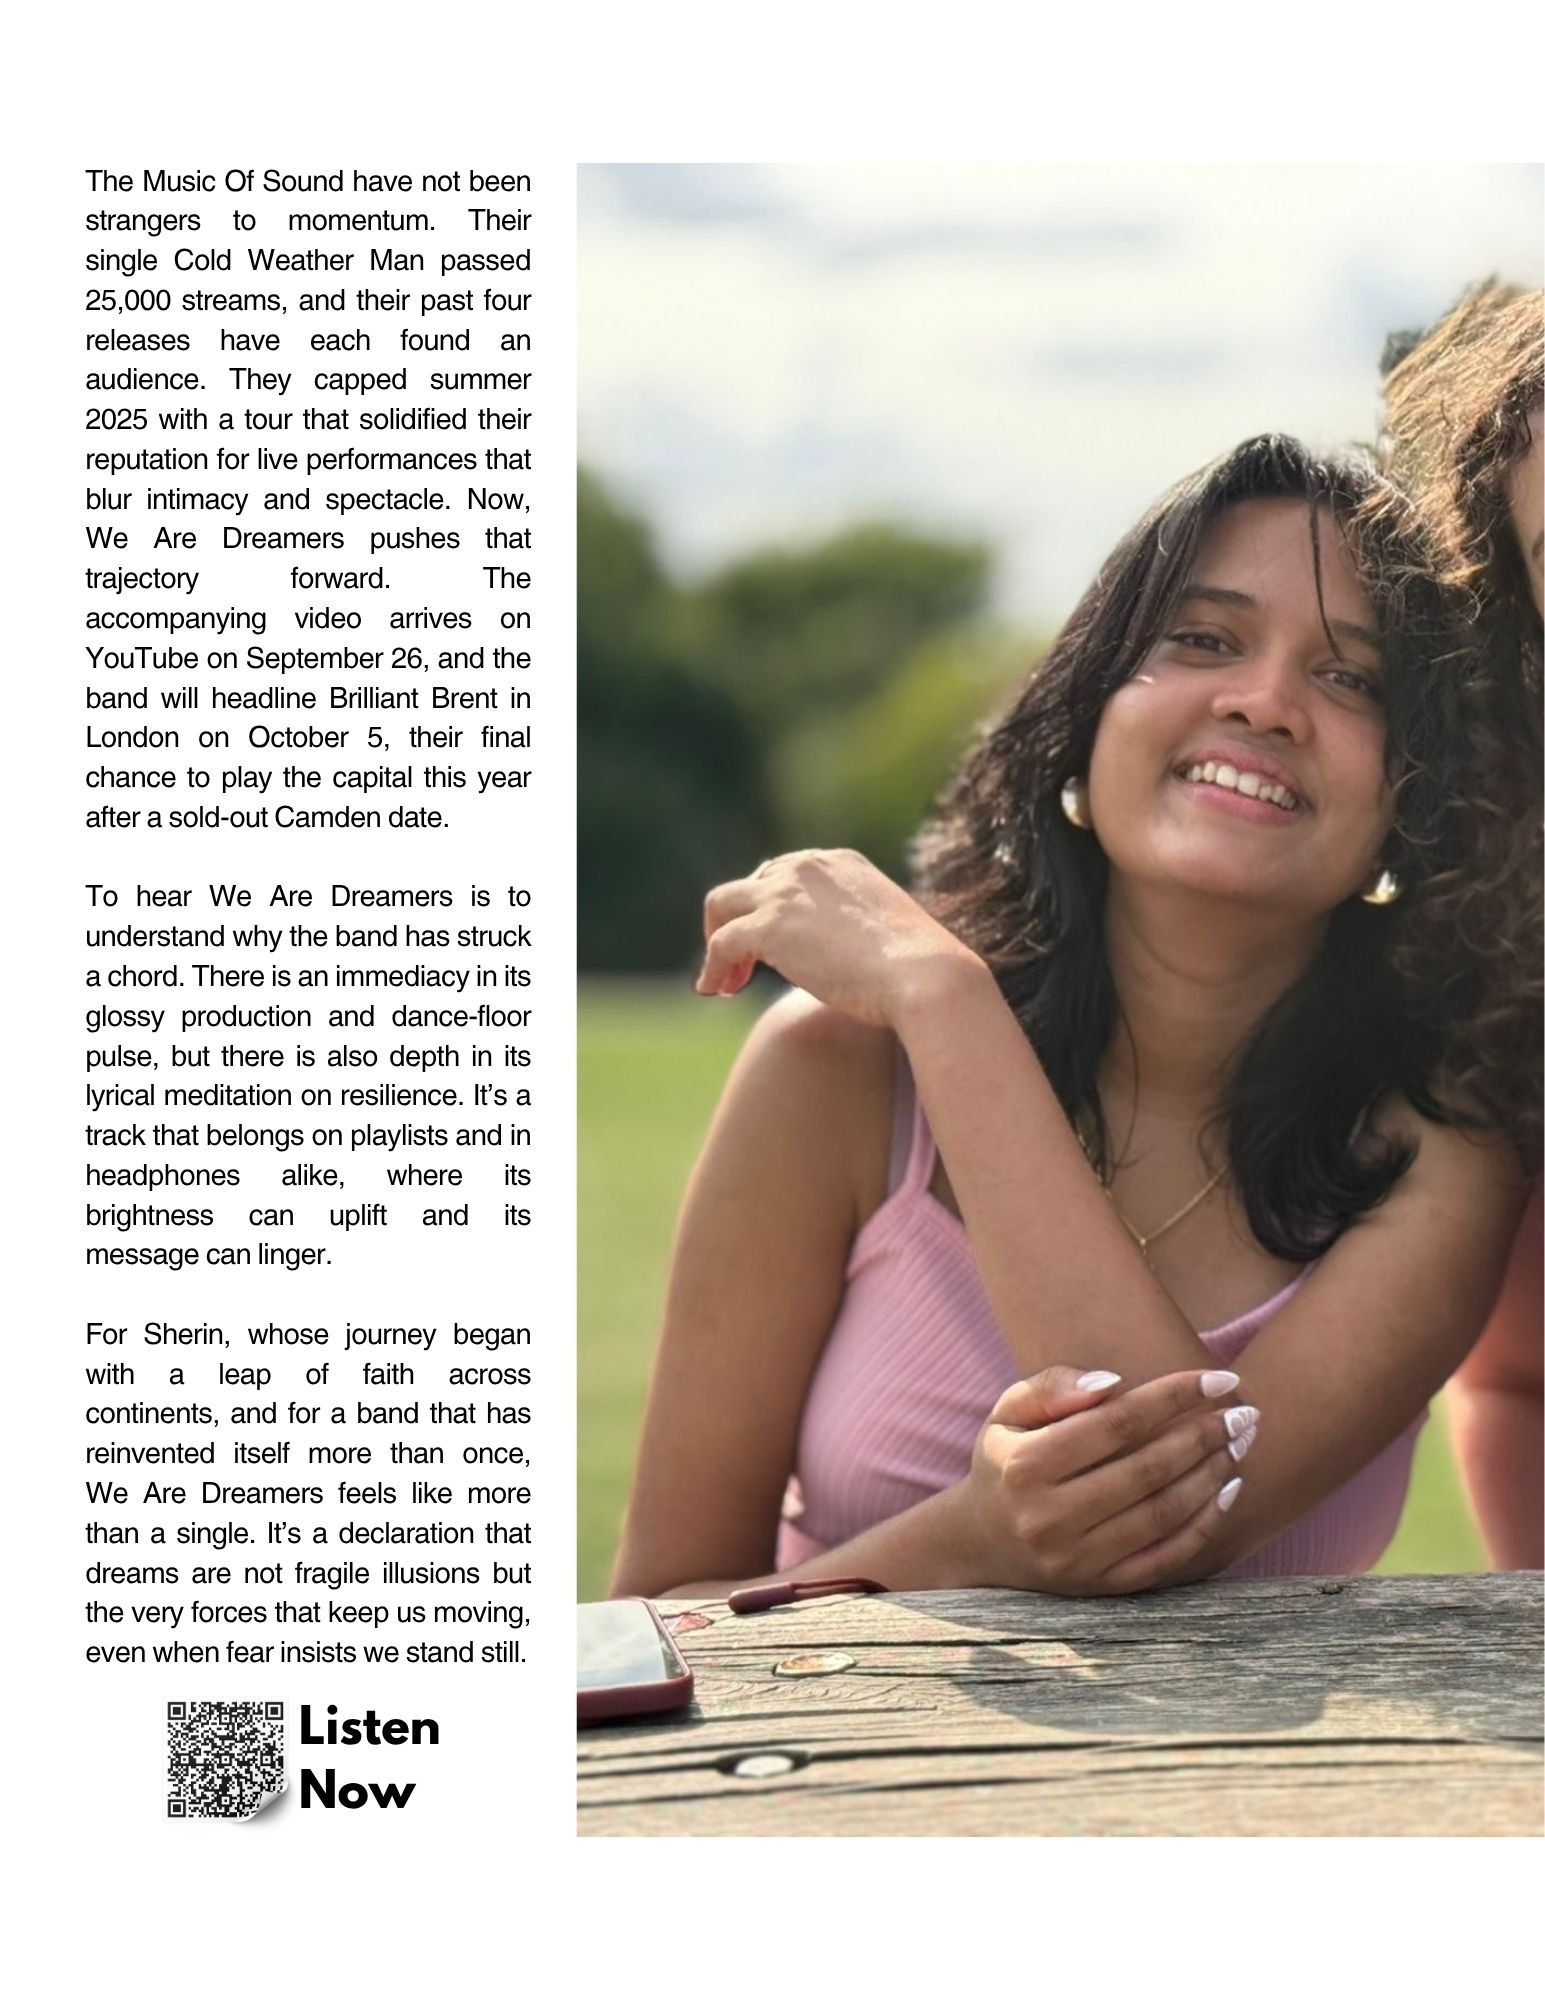 The Music Of Sound have not been
strangers to momentum. Their
single Cold Weather Man passed
25,000 streams, and their past four
releases have each found an
audience. They capped summer
2025 with a tour that solidified their
reputation for live performances that
blur intimacy and spectacle. Now,
We Are Dreamers pushes that
trajectory forward. The
accompanying video arrives on
YouTube on September 26, and the
band will headline Brilliant Brent in
London on October 5, their final
chance to play the capital this year
after a sold-out Camden date.
To hear We Are Dreamers is to
understand why the band has struck
a chord. There is an immediacy in its
glossy production and dance-floor
pulse, but there is also depth in its
lyrical meditation on resilience. It’s a
track that belongs on playlists and in
headphones alike, where its
brightness can uplift and its
message can linger.
For Sherin, whose journey began
with a leap of faith across
continents, and for a band that has
reinvented itself more than once,
We Are Dreamers feels like more
than a single. It’s a declaration that
dreams are not fragile illusions but
the very forces that keep us moving,
even when fear insists we stand still.
Listen
Now